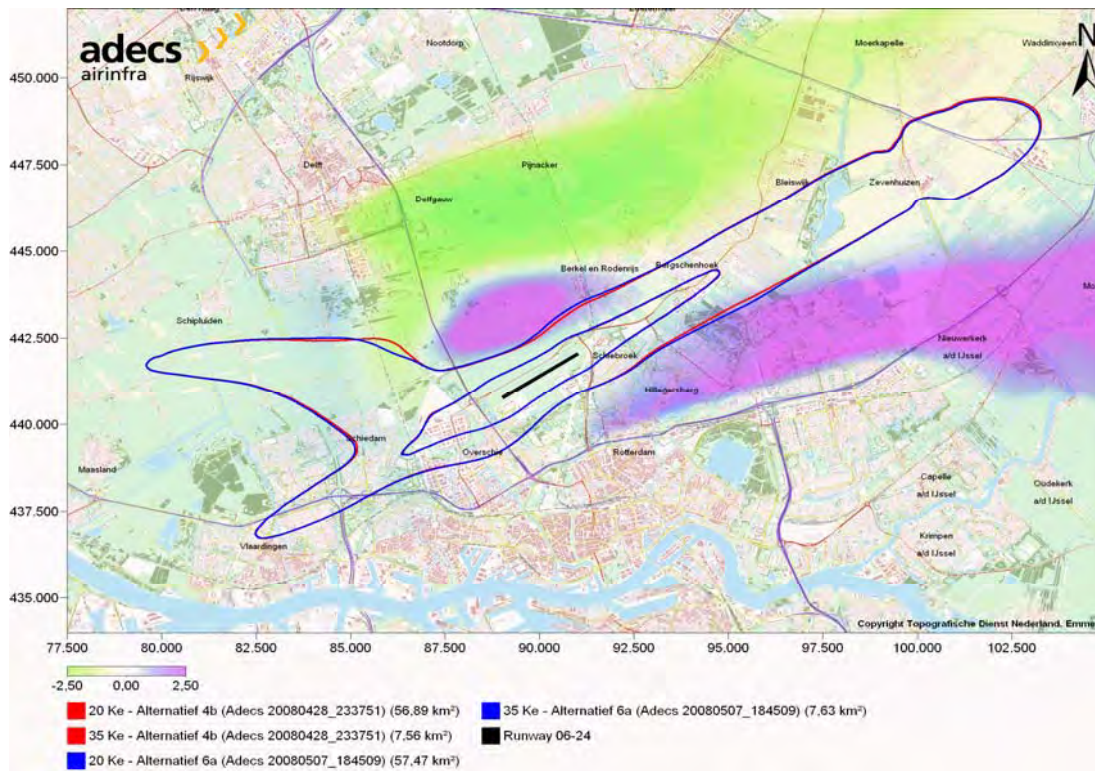 adecs
airinfra
Nootdorp
Moerkapelle
Waddinxveen
N
Rijswijk
450.000
447.500
Delft
Pijnacker
Bleiswijk
Zevenhuizen
Delfgauw
445.000
Berkel en Rodenrijs
Bergschenhoek
Schipluiden
442.500
Schiebroek
Nieuwerkerk
a/d IJssel
Hillegersberg
440.000
Schiedam
Overschie
Rotterdam
Maasland
Capelle
a/d IJssel
Oudekerk
a/d IJssel
437.500
Vlaardingen
Krimpen
a/d IJssel
435.000
Copyright Topografische Dienst Nederland. Emme
77.500 80.000 82.500 85.000 87.500 90.000 92.500 95.000 97.500 100.000 102.500
-2,50 0,00 2,50
20 Ke - Alternatief 4b (Adecs 20080428_233751) (56,89 km²)
35 Ke - Alternatief 4b (Adecs 20080428_233751) (7,56 km²)
20 Ke - Alternatief 6a (Adecs 20080507_184509) (57,47 km²)
35 Ke - Alternatief 6a (Adecs 20080507_184509) (7,63 km²)
Runway 06-24